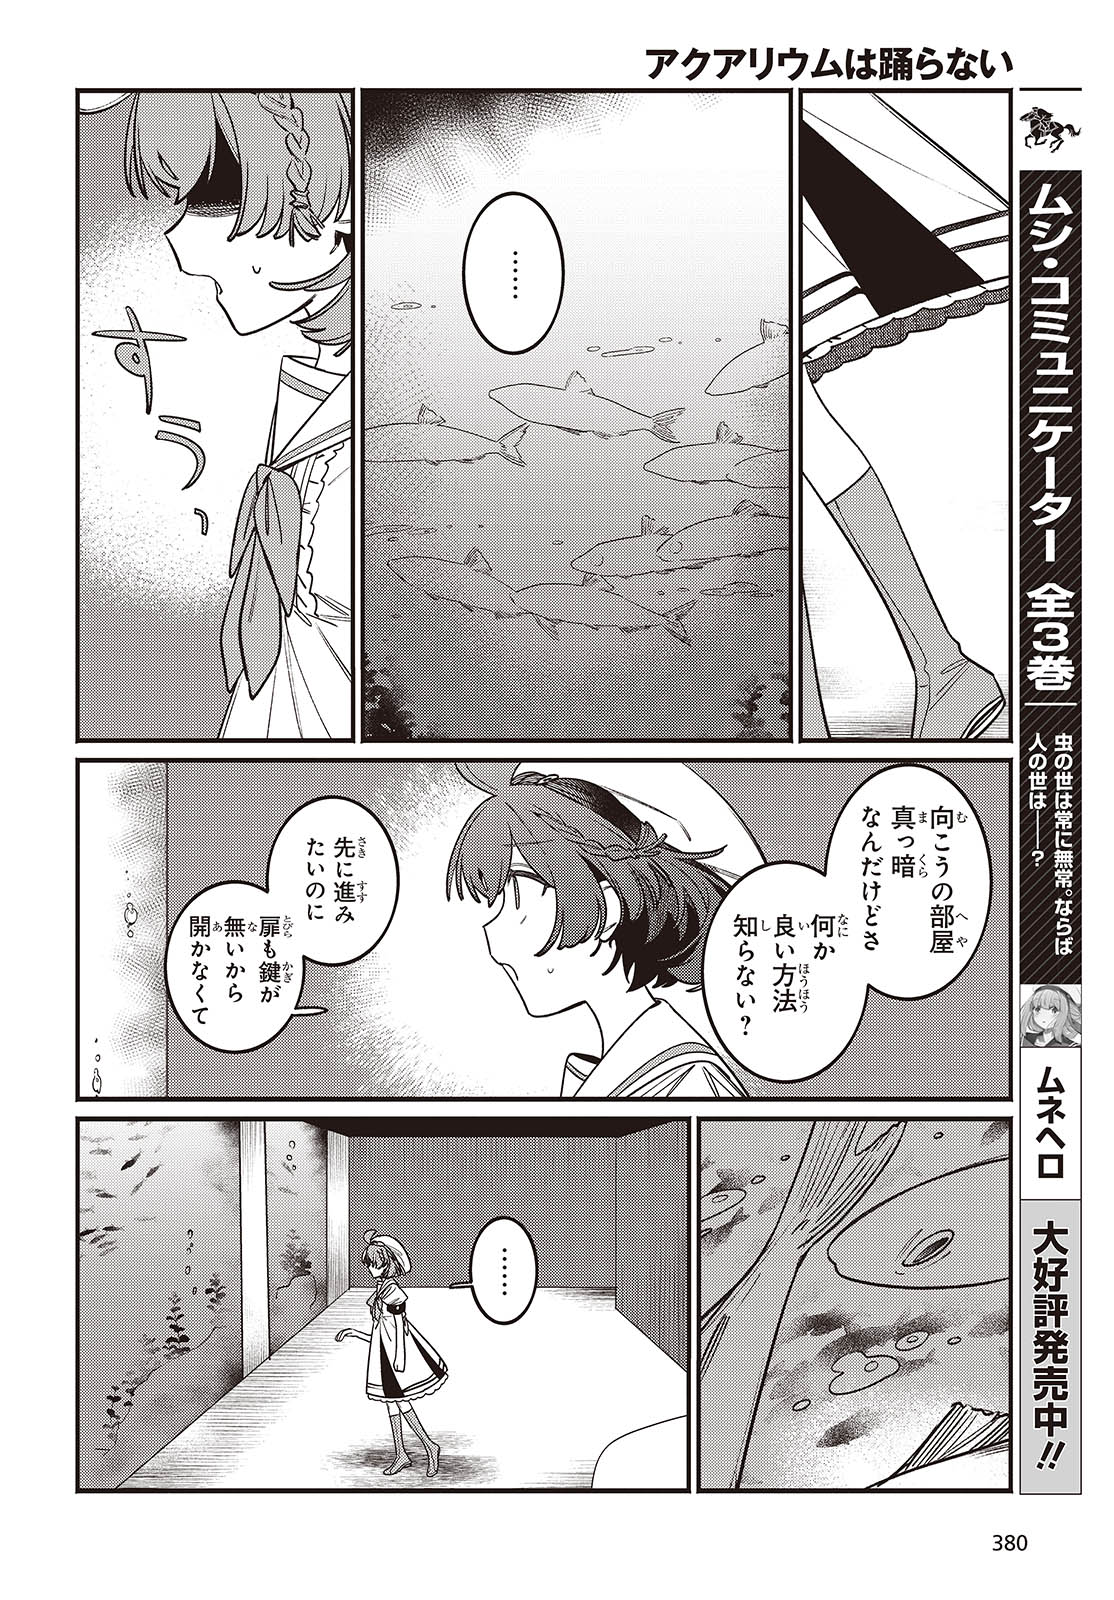 アクアリウムは踊らない
ムシ・コミュニケーター 全3巻
虫の世は常に無常。ならば
人の世は――?
ムネヘロ
大好評発売中!!
……
すうっ
向こうの部屋
真っ暗
なんだけどさ
何か
良い方法
知らない?
先に進み
たいのに
扉も鍵が
無いから
開かなくて
……
380